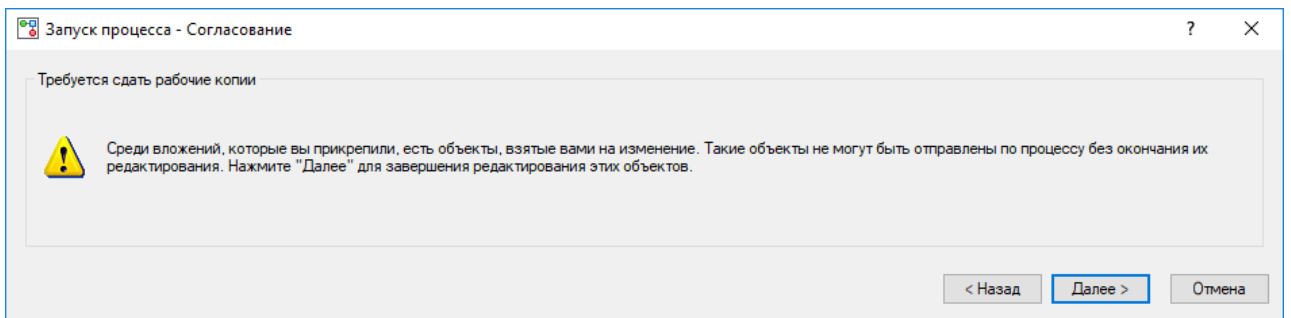 Запуск процесса - Согласование
?
Требуется сдать рабочие копии
Среди вложений, которые вы прикрепили, есть объекты, взятые вами на изменение. Такие объекты не могут быть отправлены по процессу без окончания их
редактирования. Нажмите "Далее" для завершения редактирования этих объектов.
< Назад
Далее >
Отмена